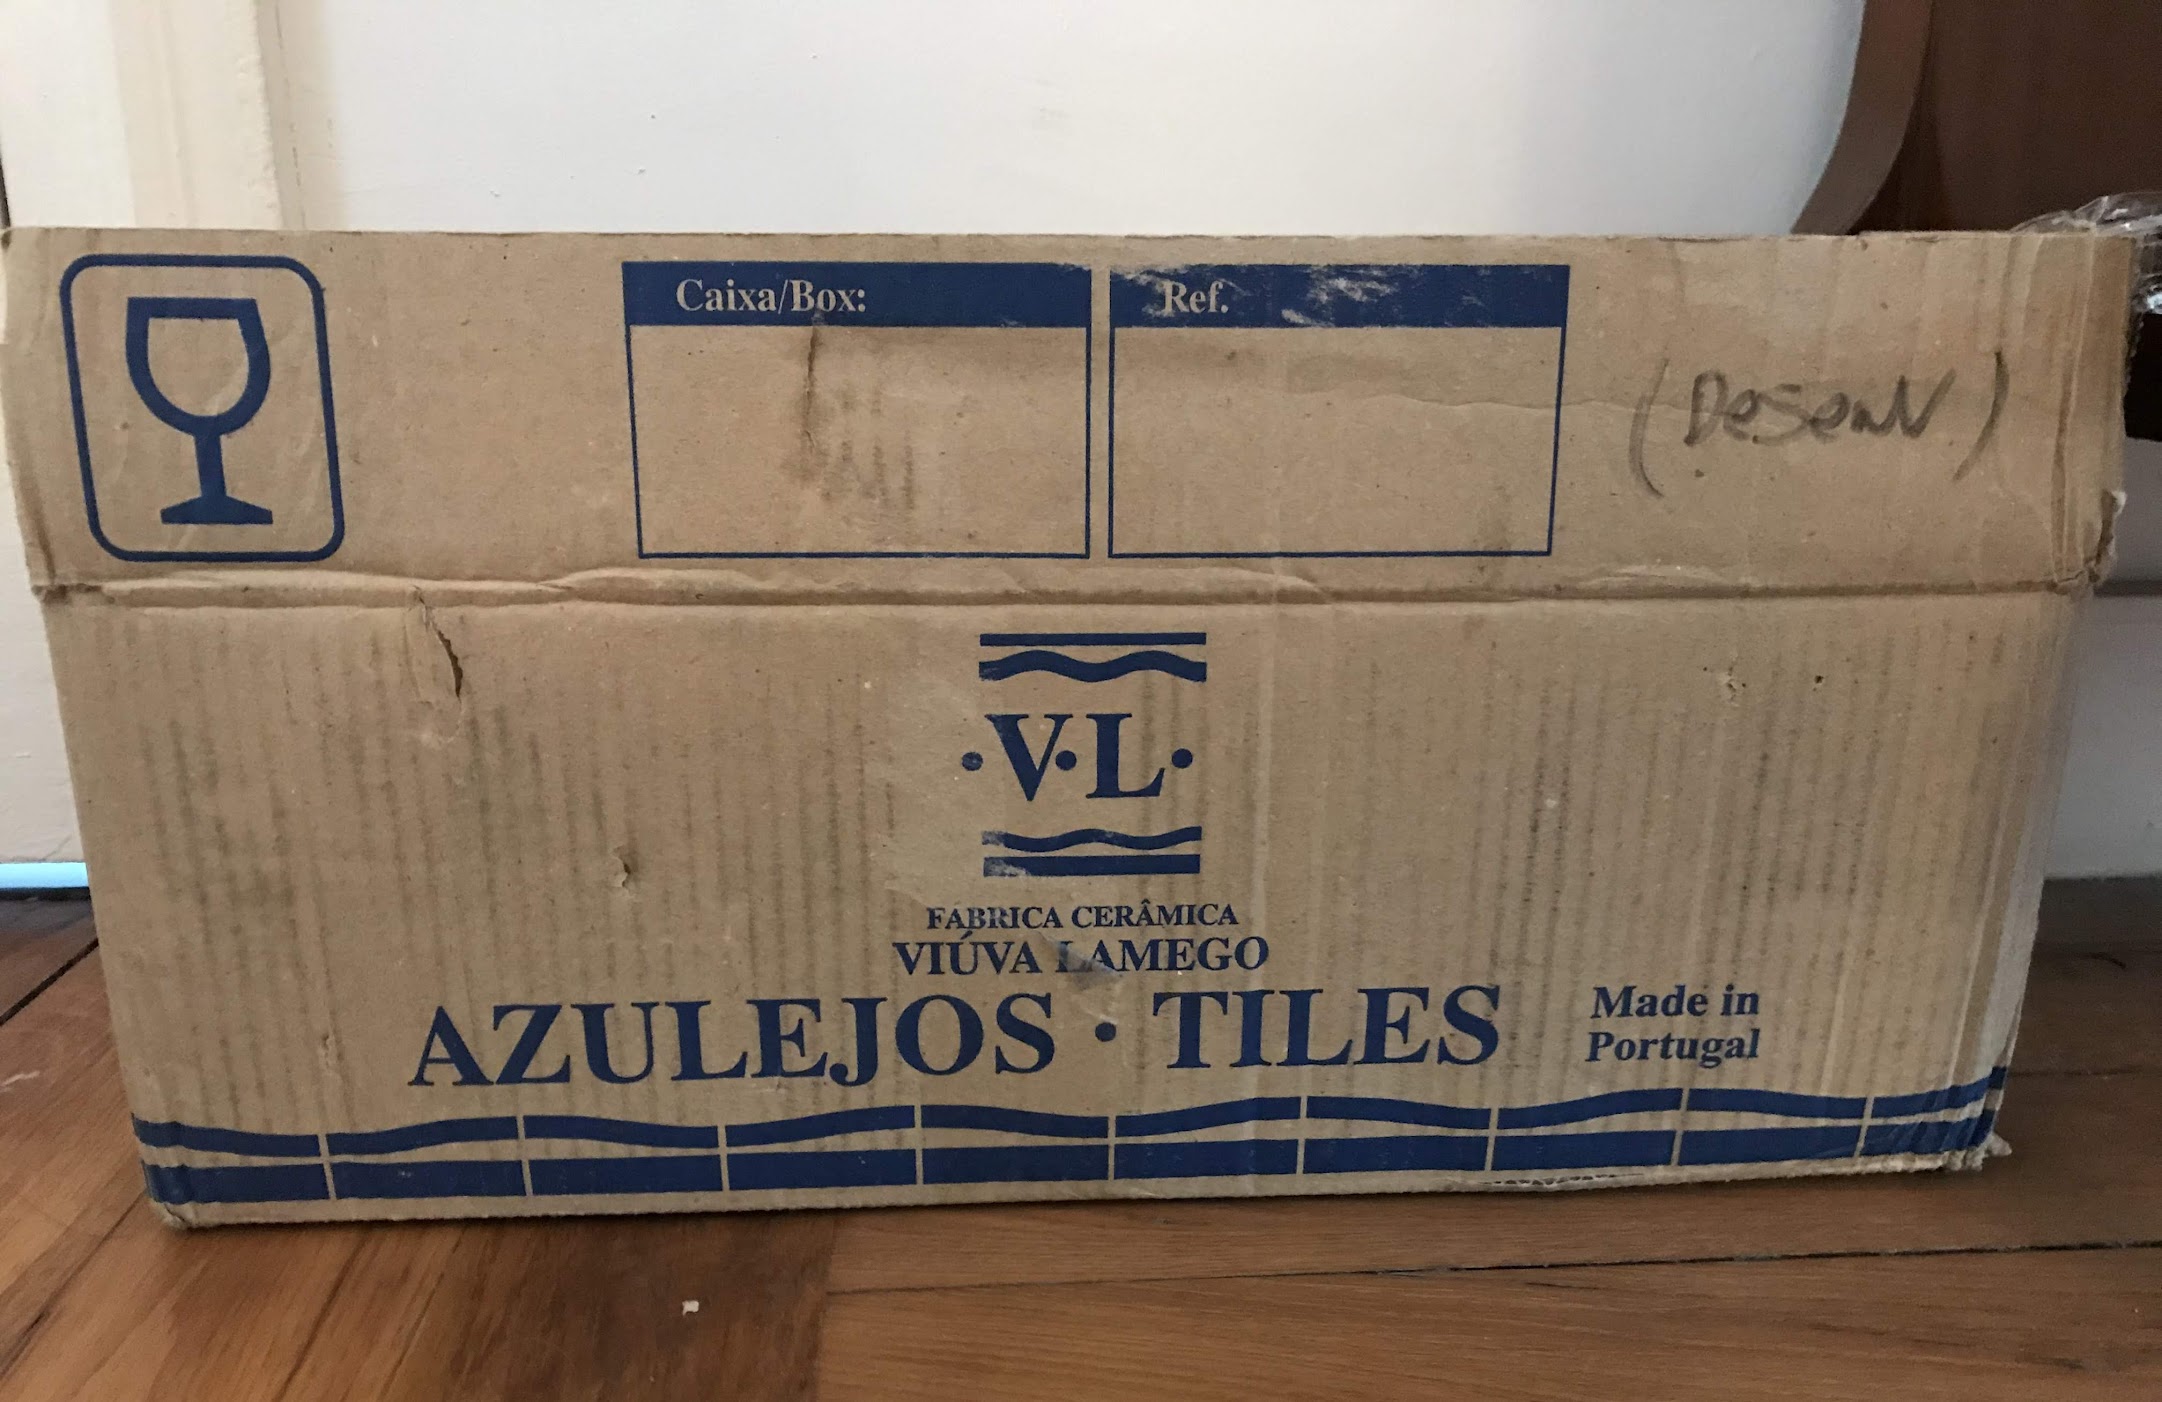 Caixa/Box:
Ref.
(Desenv)
·V·L·
FABRICA CERÂMICA
VIÚVA LAMEGO
AZULEJOS · TILES
Made in
Portugal